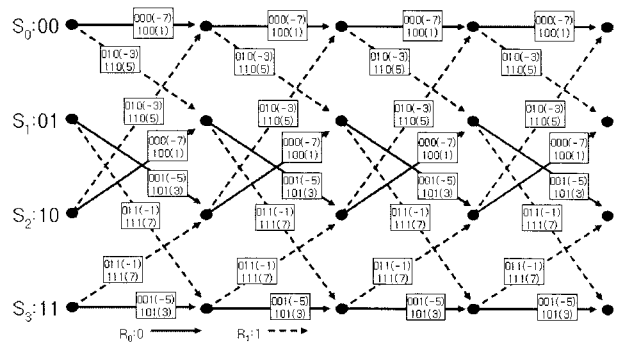 S₀:00
000(-7) 000(-7) 000(-7) 000(-7)
100(1) 100(1) 100(1) 100(1)
010(-3) 010(-3) 010(-3) 010(-3)
110(5) 110(5) 110(5) 110(5)
010(-3) 010(-3) 010(-3) 010(-3)
110(5) 110(5) 110(5) 110(5)
S₁:01
000(-7) 000(-7) 000(-7) 000(-7)
100(1) 100(1) 100(1) 100(1)
001(-5) 001(-5) 001(-5) 001(-5)
101(3) 101(3) 101(3) 101(3)
S₂:10
011(-1) 011(-1) 011(-1) 011(-1)
111(7) 111(7) 111(7) 111(7)
011(-1) 011(-1) 011(-1) 011(-1)
111(7) 111(7) 111(7) 111(7)
S₃:11
001(-5) 001(-5) 001(-5) 001(-5)
101(3) 101(3) 101(3) 101(3)
R₀:0 R₁:1